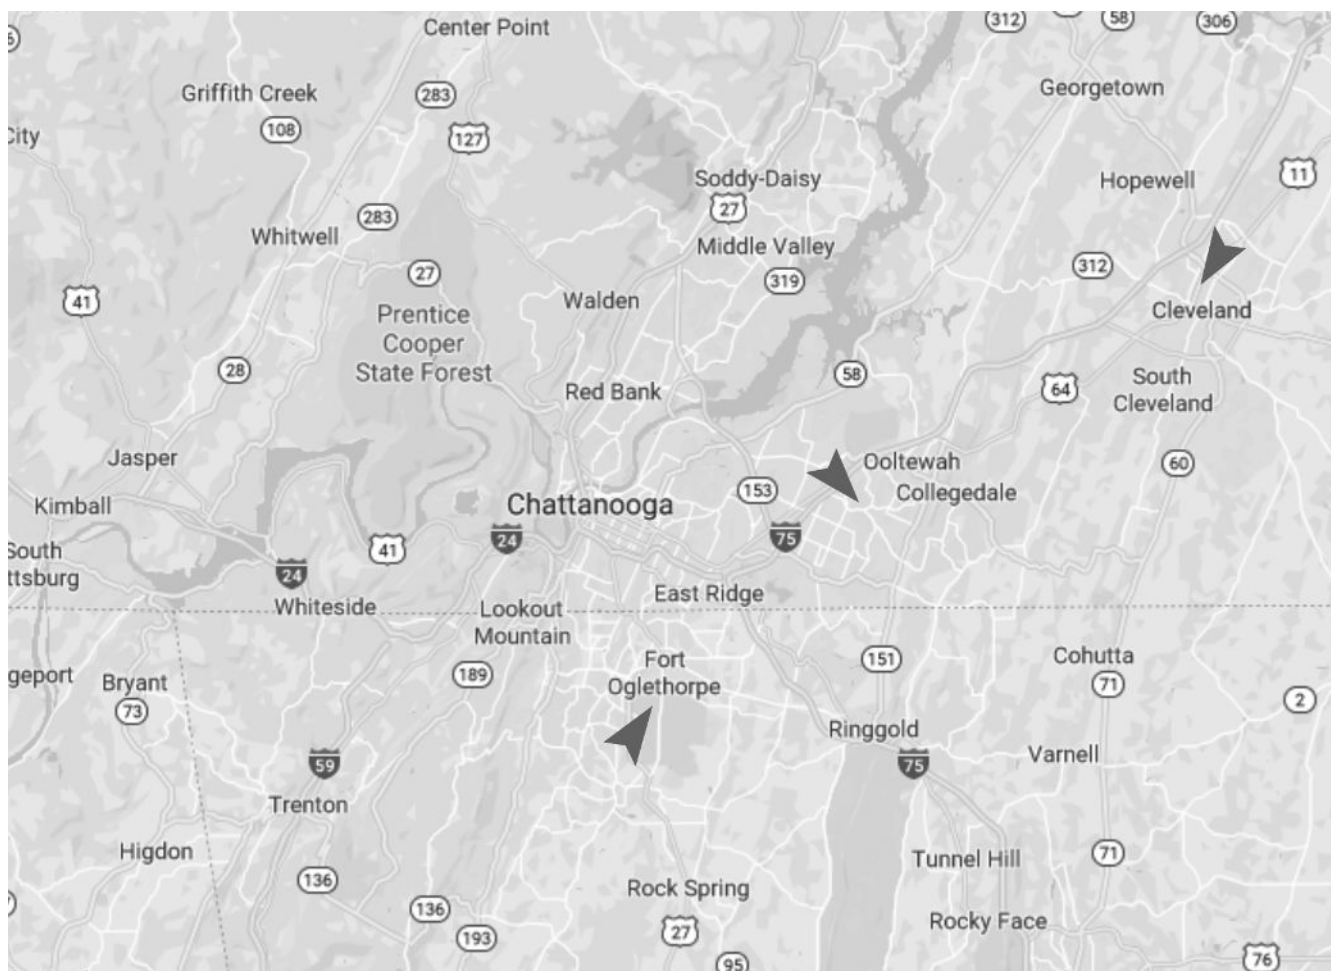 312
58
306
Center Point
Griffith Creek
283
Georgetown
108
City
127
Soddy-Daisy
Hopewell
11
27
283
Whitwell
Middle Valley
27
312
319
41
Walden
Prentice
Cooper
State Forest
Cleveland
28
58
64
Red Bank
South
Cleveland
Jasper
Ooltewah
60
Kimball
Chattanooga
153
Collegedale
24
75
41
South
ttsburg
24
Whiteside
East Ridge
Lookout
Mountain
Fort
Oglethorpe
151
Cohutta
geport
Bryant
189
71
2
73
Ringgold
59
75
Varnell
Trenton
Higdon
71
Tunnel Hill
136
Rock Spring
136
193
27
Rocky Face
95
76